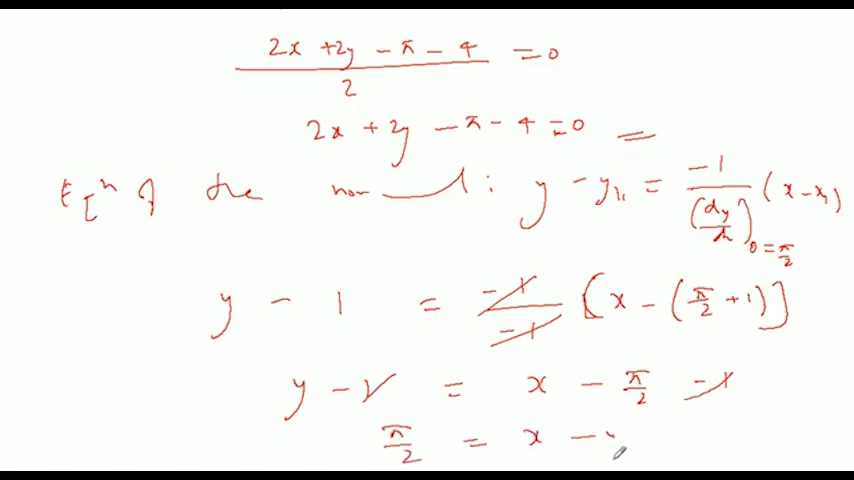 (2x + 2y - π - 4)/2 = 0
2x + 2y - π - 4 = 0
Eqn of the normal : y - y1 = -1/(dy/dx)θ = π/2 (x - x1)
y - 1 = -1/-1 [x - (π/2 + 1)]
y - 1 = x - π/2 - 1
π/2 = x -